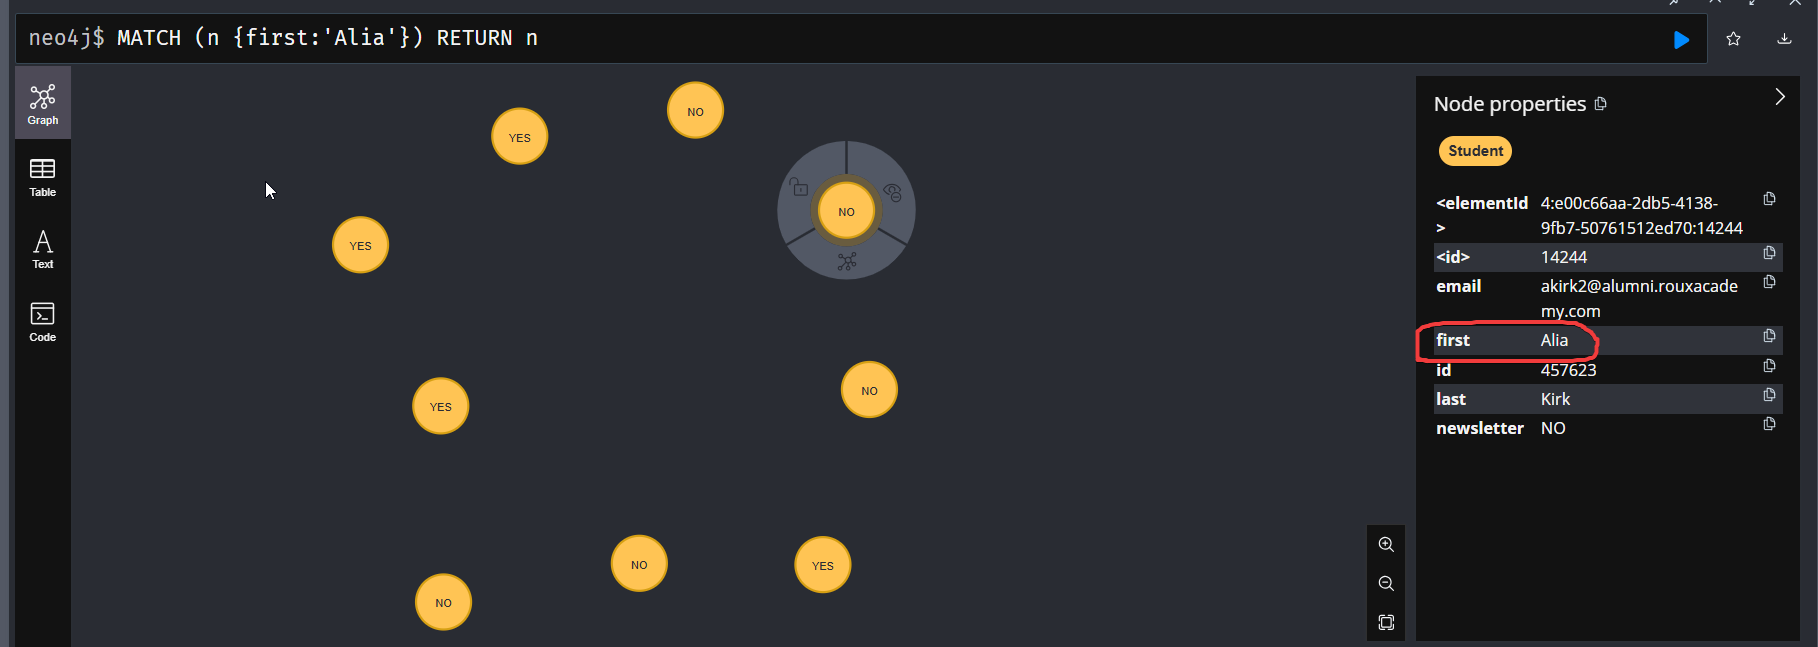 neo4j$ MATCH (n {first:'Alia'}) RETURN n
Graph
Table
Text
Code
NO
YES
NO
YES
YES
NO
NO
YES
NO
Node properties
Student
<elementId> 4:e00c66aa-2db5-4138-9fb7-50761512ed70:14244
<id> 14244
email akirk2@alumni.rouxacademy.com
first Alia
id 457623
last Kirk
newsletter NO